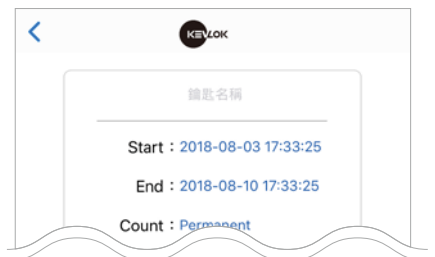 KEYLOK
鑰匙名稱
Start：2018-08-03 17:33:25
End：2018-08-10 17:33:25
Count：Permanent